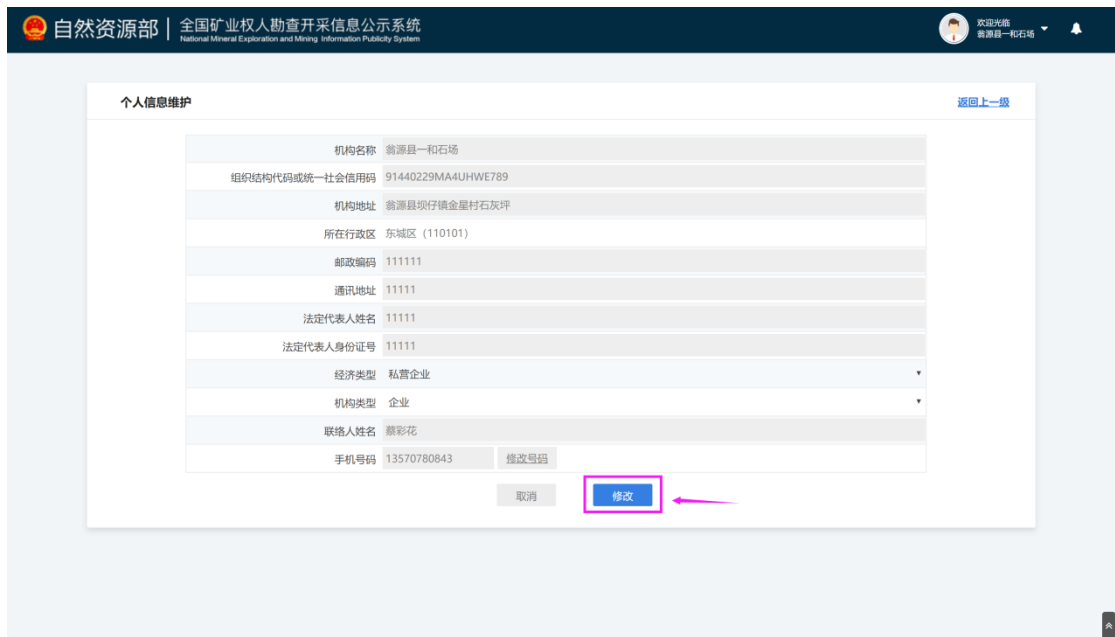 自然资源部 全国矿业权人勘查开采信息公示系统
National Mineral Exploration and Mining Information Publicity System
欢迎光临
翁源县一和石场
个人信息维护 返回上一级
机构名称 翁源县一和石场
组织结构代码或统一社会信用码 91440229MA4UHWE789
机构地址 翁源县坝仔镇金星村石灰坪
所在行政区 东城区（110101）
邮政编码 111111
通讯地址 11111
法定代表人姓名 11111
法定代表人身份证号 11111
经济类型 私营企业
机构类型 企业
联络人姓名 蔡彩花
手机号码 13570780843 修改号码
取消 修改